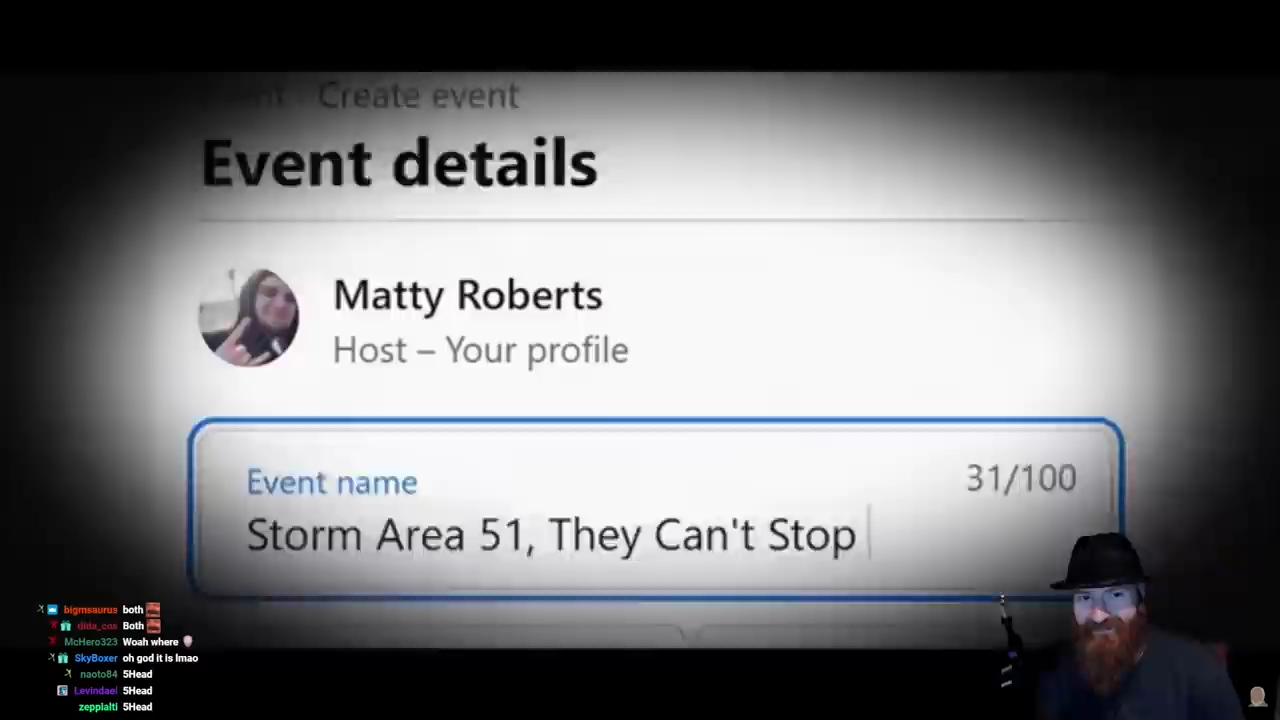 Create event
Event details
Matty Roberts
Host – Your profile
Event name
31/100
Storm Area 51, They Can't Stop
bigmsaurus both
dida_cos Both
McHero323 Woah where
SkyBoxer oh god it is lmao
naoto84 5Head
Levindael 5Head
zeppialti 5Head